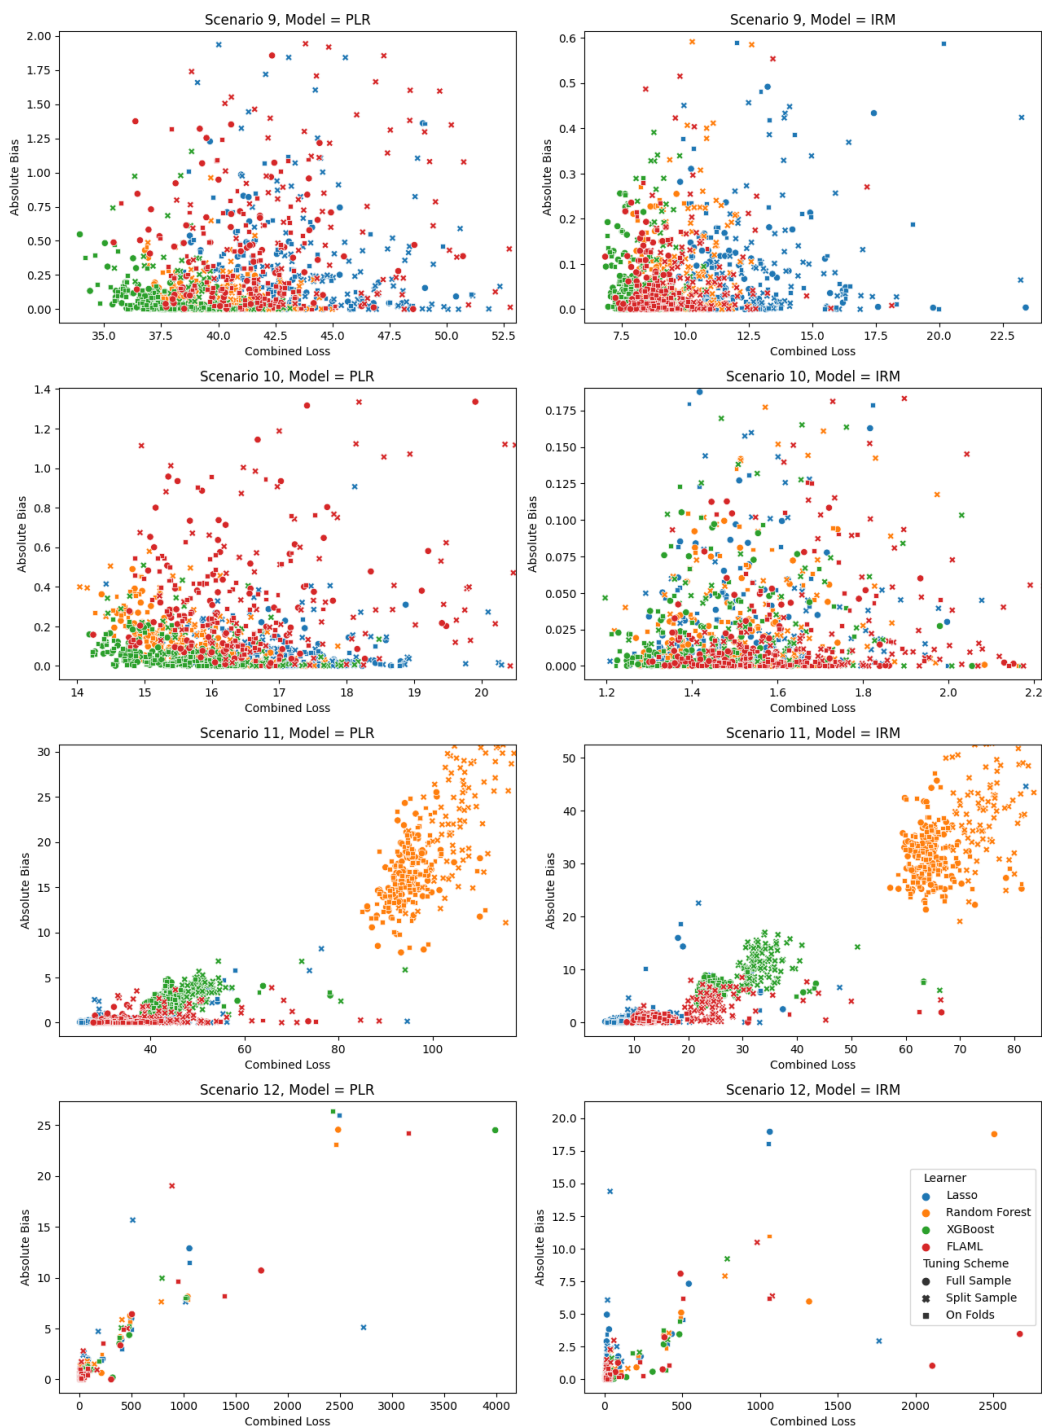 Scenario 9, Model = PLR
Absolute Bias
2.00
1.75
1.50
1.25
1.00
0.75
0.50
0.25
0.00
35.0 37.5 40.0 42.5 45.0 47.5 50.0 52.5
Combined Loss
Scenario 9, Model = IRM
Absolute Bias
0.6
0.5
0.4
0.3
0.2
0.1
0.0
7.5 10.0 12.5 15.0 17.5 20.0 22.5
Combined Loss
Scenario 10, Model = PLR
Absolute Bias
1.4
1.2
1.0
0.8
0.6
0.4
0.2
0.0
14 15 16 17 18 19 20
Combined Loss
Scenario 10, Model = IRM
Absolute Bias
0.175
0.150
0.125
0.100
0.075
0.050
0.025
0.000
1.2 1.4 1.6 1.8 2.0 2.2
Combined Loss
Scenario 11, Model = PLR
Absolute Bias
30
25
20
15
10
5
0
40 60 80 100
Combined Loss
Scenario 11, Model = IRM
Absolute Bias
50
40
30
20
10
0
10 20 30 40 50 60 70 80
Combined Loss
Scenario 12, Model = PLR
Absolute Bias
25
20
15
10
5
0
0 500 1000 1500 2000 2500 3000 3500 4000
Combined Loss
Scenario 12, Model = IRM
Absolute Bias
20.0
17.5
15.0
12.5
10.0
7.5
5.0
2.5
0.0
0 500 1000 1500 2000 2500
Combined Loss
Learner
Lasso
Random Forest
XGBoost
FLAML
Tuning Scheme
Full Sample
Split Sample
On Folds